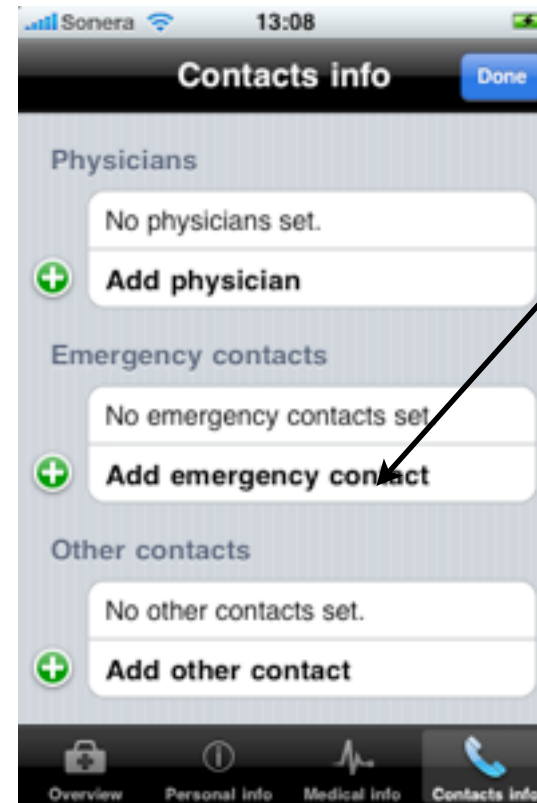 Sonera 13:08
Contacts info Done
Physicians
No physicians set.
Add physician
Emergency contacts
No emergency contacts set.
Add emergency contact
Other contacts
No other contacts set.
Add other contact
Overview Personal info Medical info Contacts info